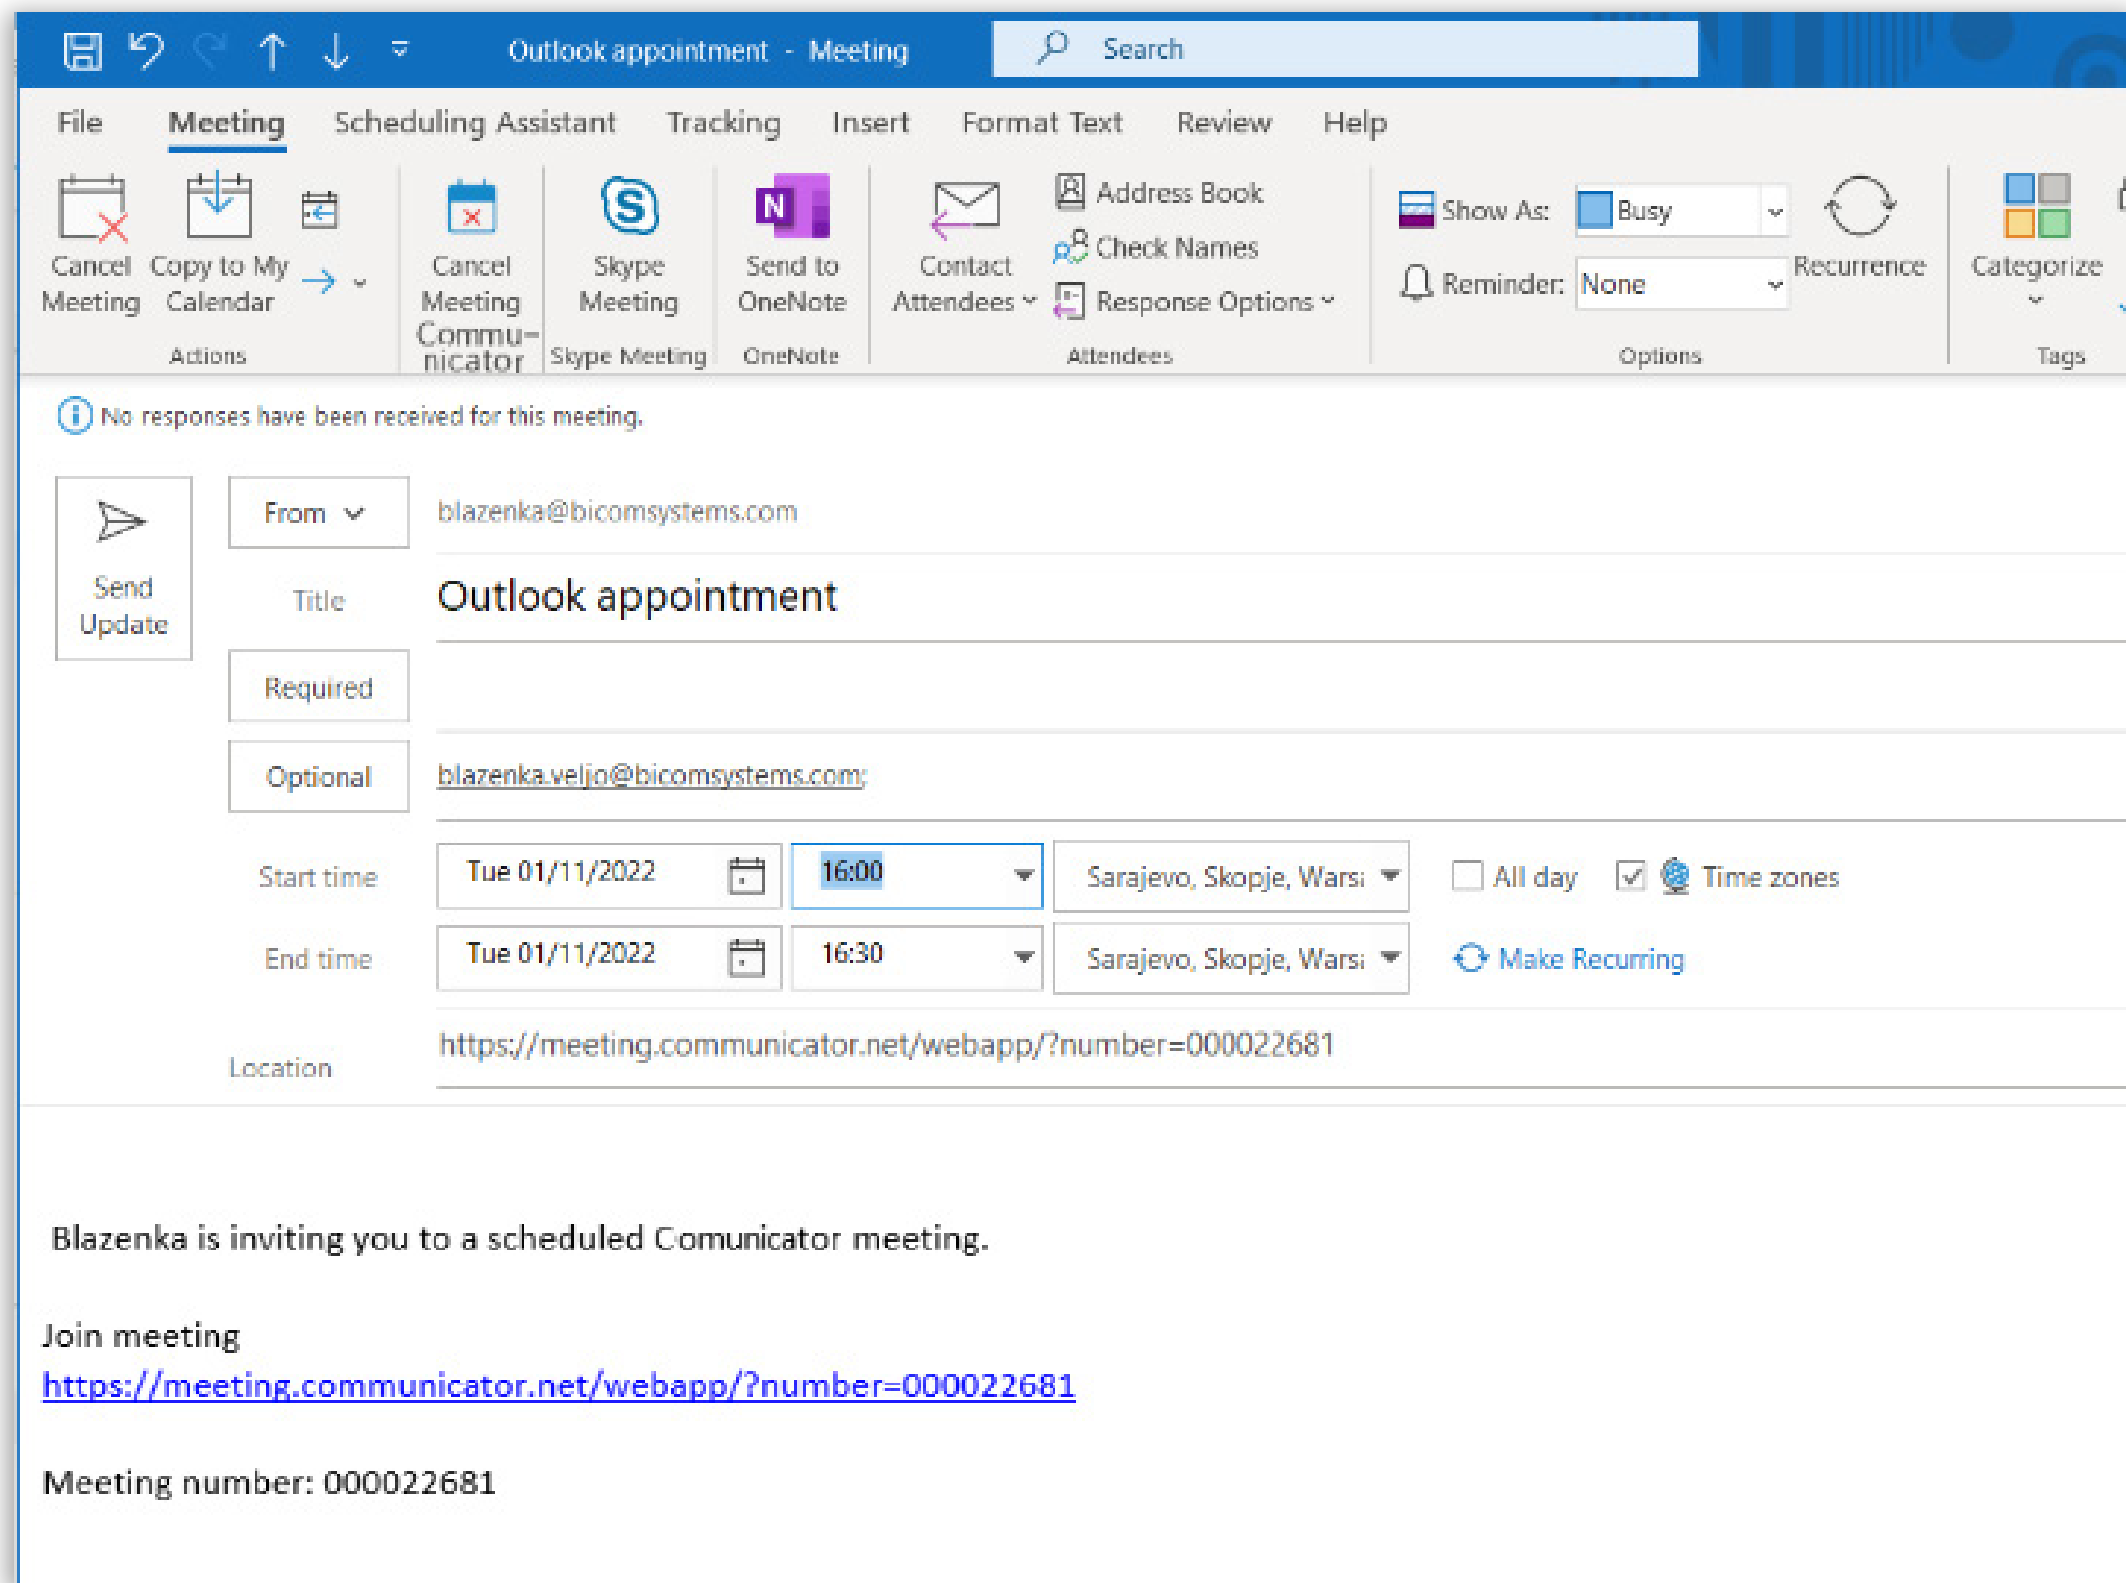 Outlook appointment - Meeting
Search
File Meeting Scheduling Assistant Tracking Insert Format Text Review Help
Cancel Meeting
Copy to My Calendar
Actions
Cancel Meeting
Commu-
nicator
Skype Meeting
Skype Meeting
Send to OneNote
OneNote
Contact Attendees
Address Book
Check Names
Response Options
Attendees
Show As: Busy
Reminder: None
Recurrence
Options
Categorize
Tags
No responses have been received for this meeting.
Send Update
From blazenka@bicomsystems.com
Title Outlook appointment
Required
Optional blazenka.veljo@bicomsystems.com;
Start time Tue 01/11/2022 16:00 Sarajevo, Skopje, Warsa All day Time zones
End time Tue 01/11/2022 16:30 Sarajevo, Skopje, Warsa Make Recurring
Location https://meeting.communicator.net/webapp/?number=000022681
Blazenka is inviting you to a scheduled Comunicator meeting.
Join meeting
https://meeting.communicator.net/webapp/?number=000022681
Meeting number: 000022681